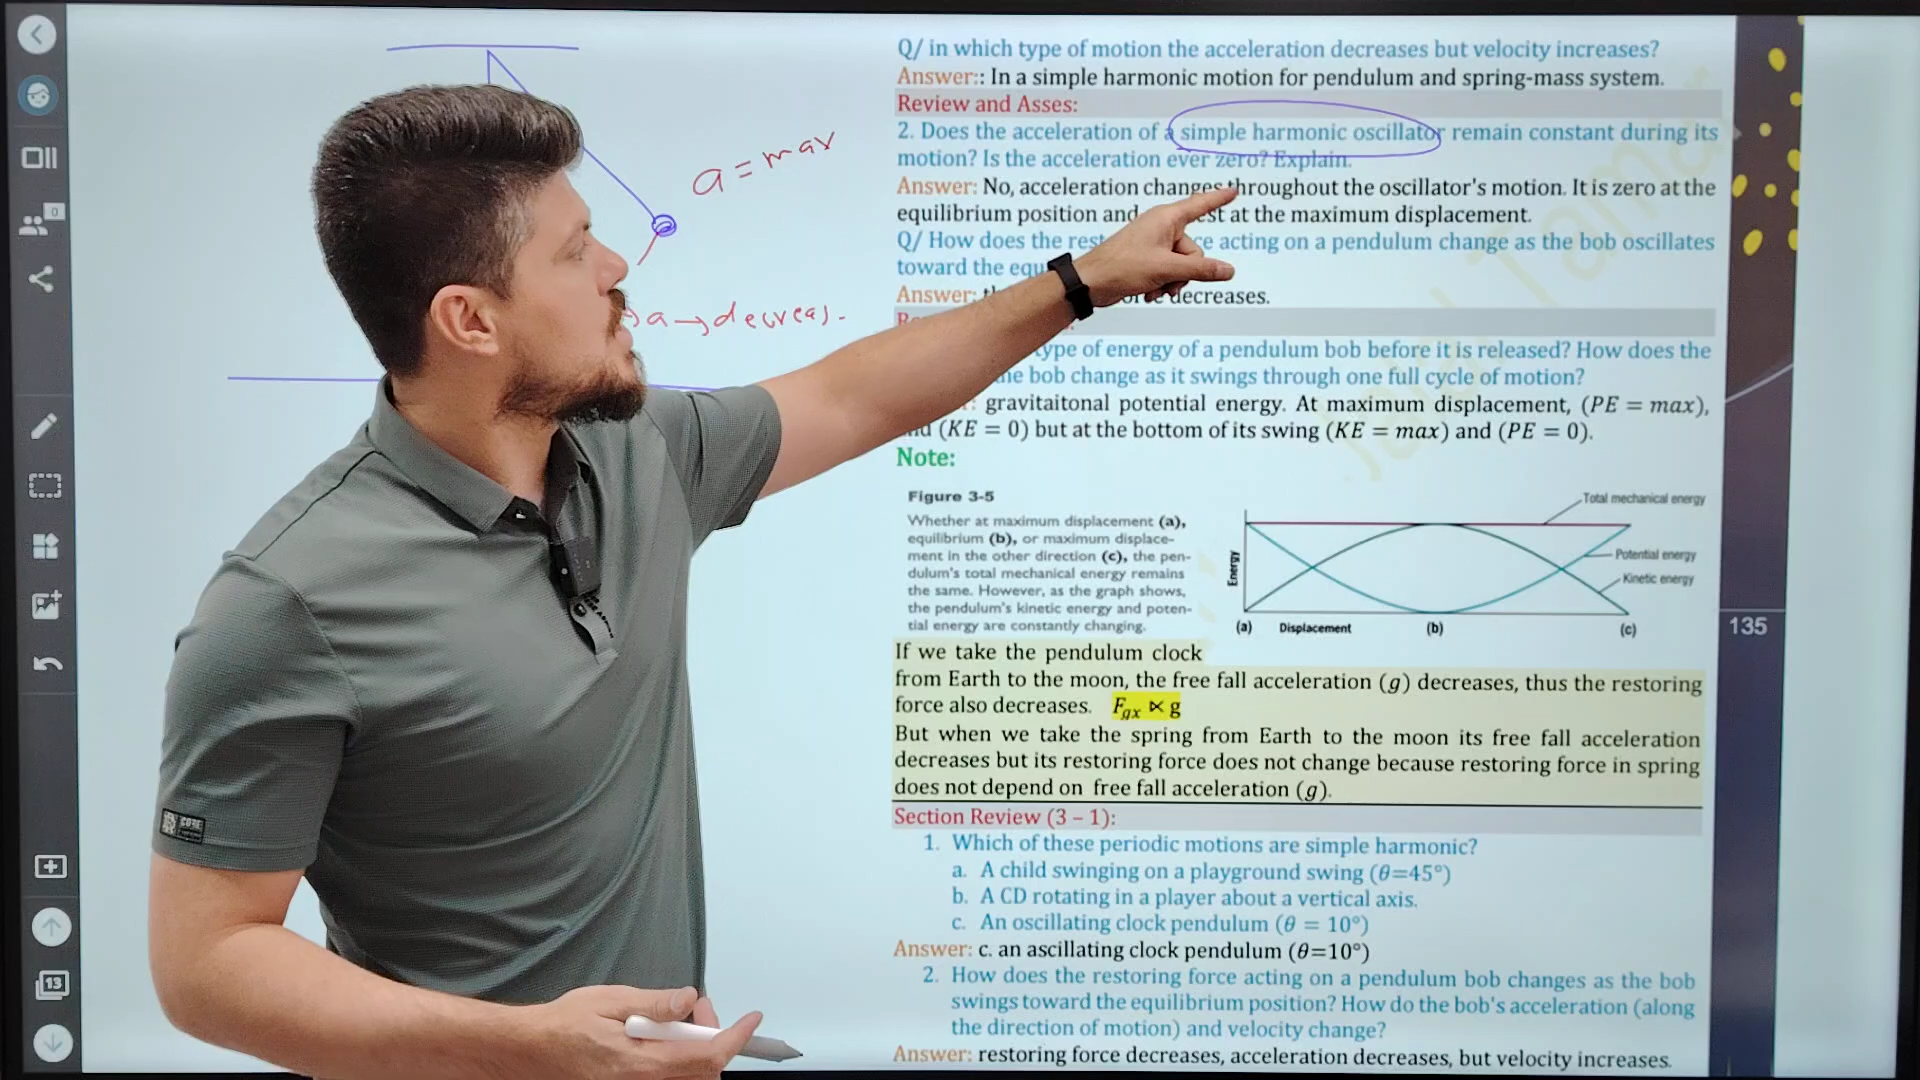 a = max
a → decreas.
Q/ in which type of motion the acceleration decreases but velocity increases?
Answer:: In a simple harmonic motion for pendulum and spring-mass system.
Review and Asses:
2. Does the acceleration of a simple harmonic oscillator remain constant during its
motion? Is the acceleration ever zero? Explain.
Answer: No, acceleration changes throughout the oscillator's motion. It is zero at the
equilibrium position and at the maximum displacement.
Q/ How does the acting on a pendulum change as the bob oscillates
toward the
Answer: decreases.
type of energy of a pendulum bob before it is released? How does the
bob change as it swings through one full cycle of motion?
gravitaitonal potential energy. At maximum displacement, (PE = max),
(KE = 0) but at the bottom of its swing (KE = max) and (PE = 0).
Note:
Figure 3-5
Whether at maximum displacement (a),
equilibrium (b), or maximum displace-
ment in the other direction (c), the pen-
dulum's total mechanical energy remains
the same. However, as the graph shows,
the pendulum's kinetic energy and poten-
tial energy are constantly changing.
Total mechanical energy
Potential energy
Kinetic energy
Energy
(a) Displacement (b) (c)
If we take the pendulum clock
from Earth to the moon, the free fall acceleration (g) decreases, thus the restoring
force also decreases. Fgx ∝ g
But when we take the spring from Earth to the moon its free fall acceleration
decreases but its restoring force does not change because restoring force in spring
does not depend on free fall acceleration (g).
Section Review (3 – 1):
1. Which of these periodic motions are simple harmonic?
a. A child swinging on a playground swing (θ=45°)
b. A CD rotating in a player about a vertical axis.
c. An oscillating clock pendulum (θ = 10°)
Answer: c. an ascillating clock pendulum (θ=10°)
2. How does the restoring force acting on a pendulum bob changes as the bob
swings toward the equilibrium position? How do the bob's acceleration (along
the direction of motion) and velocity change?
Answer: restoring force decreases, acceleration decreases, but velocity increases.
135
0
13
CORE